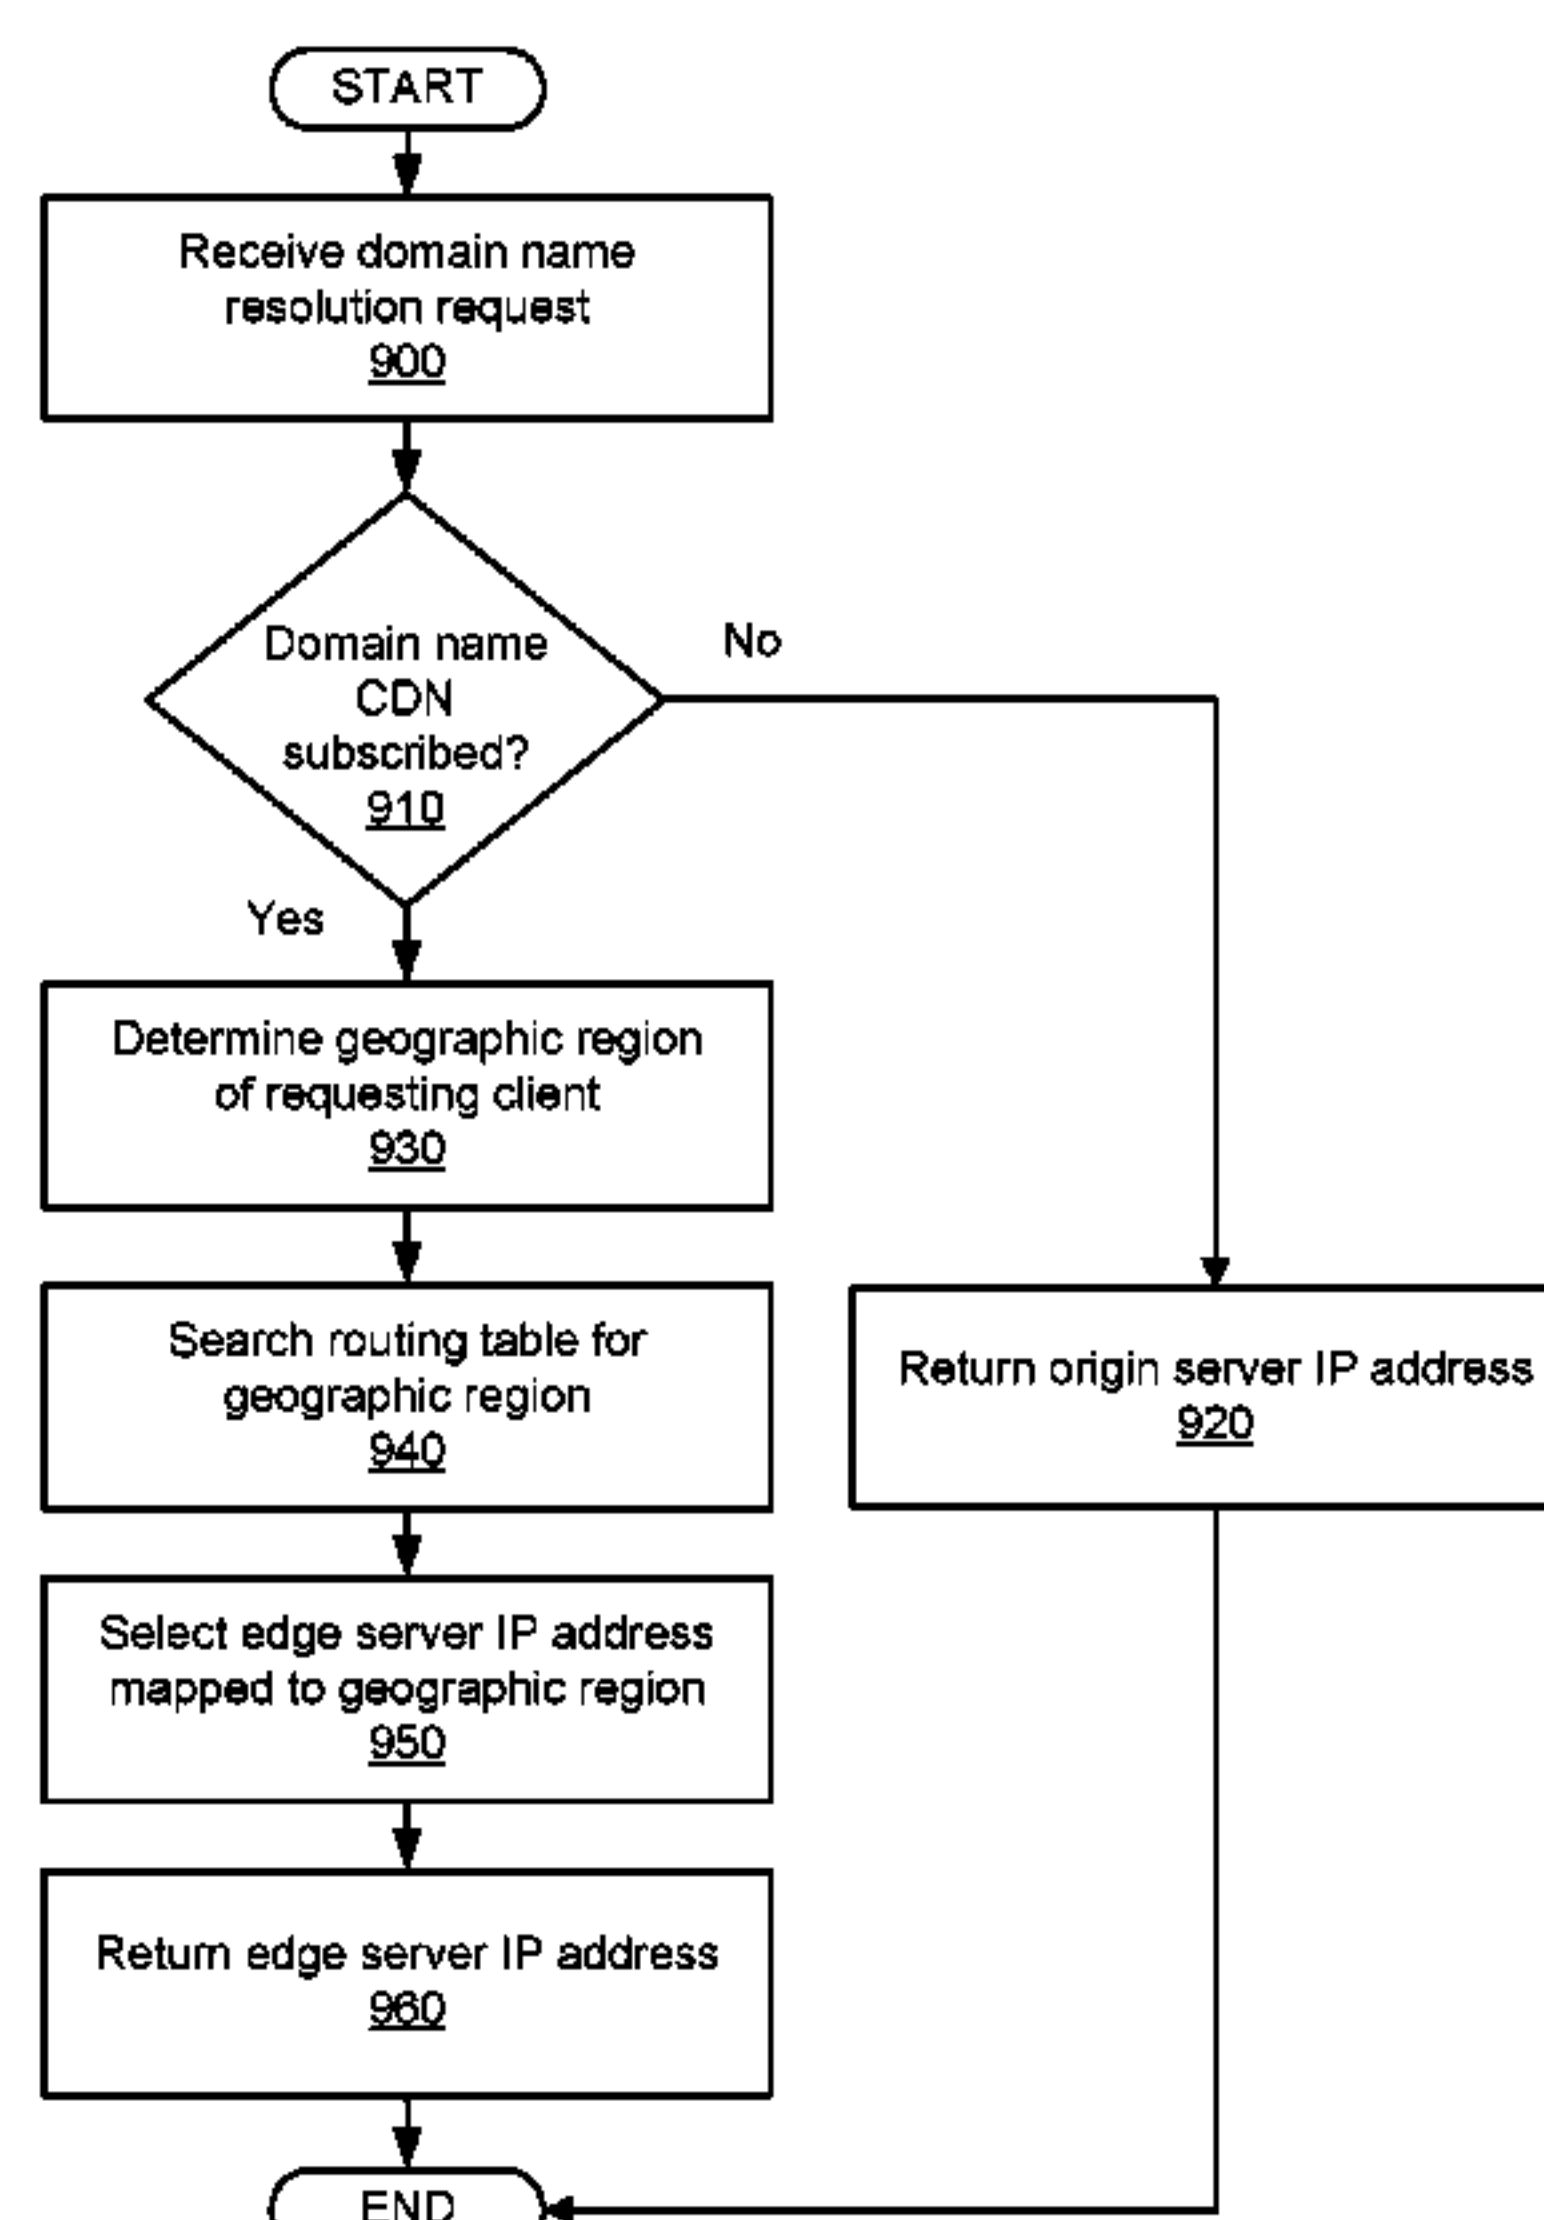 START
Receive domain name
resolution request
900
Domain name
CDN
subscribed?
910
No
Yes
Determine geographic region
of requesting client
930
Search routing table for
geographic region
940
Return origin server IP address
920
Select edge server IP address
mapped to geographic region
950
Return edge server IP address
960
END